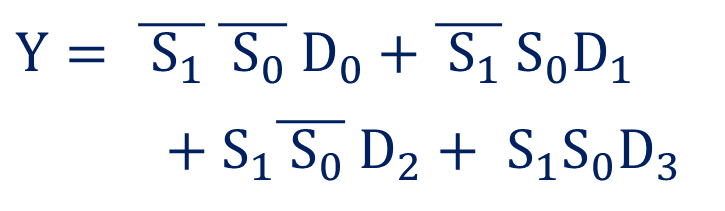 Y = S̅₁ S̅₀ D₀ + S̅₁ S₀D₁
+ S₁ S̅₀ D₂ + S₁S₀D₃